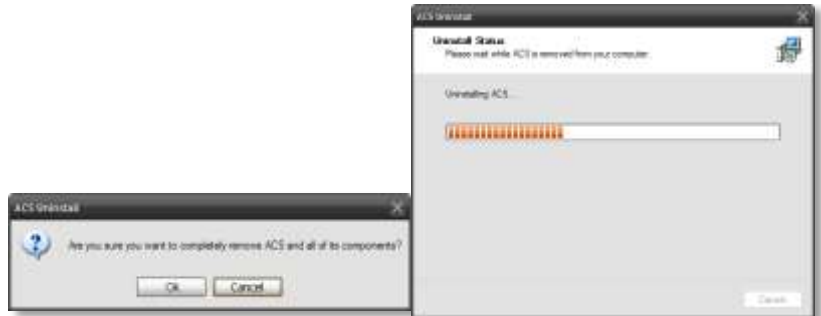 ACS Uninstall
Are you sure you want to completely remove ACS and all of its components?
Ok
Cancel
ACS Uninstall
Uninstall Status
Please wait while ACS is removed from your computer.
Uninstalling ACS...
Cancel